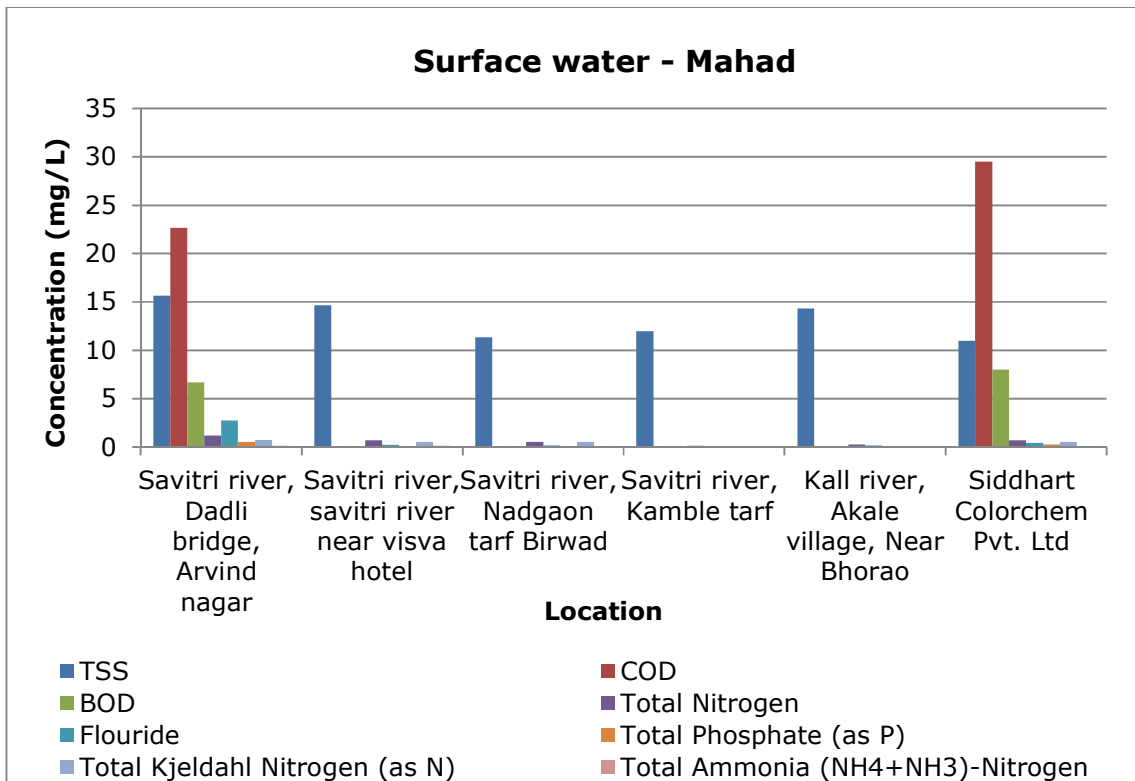 Surface water - Mahad
Concentration (mg/L)
35
30
25
20
15
10
5
0
Savitri river,
Dadli
bridge,
Arvind
nagar
Savitri river,
savitri river
near visva
hotel
Savitri river,
Nadgaon
tarf Birwad
Savitri river,
Kamble tarf
Kall river,
Akale
village, Near
Bhorao
Siddhart
Colorchem
Pvt. Ltd
Location
TSS
COD
BOD
Total Nitrogen
Flouride
Total Phosphate (as P)
Total Kjeldahl Nitrogen (as N)
Total Ammonia (NH4+NH3)-Nitrogen